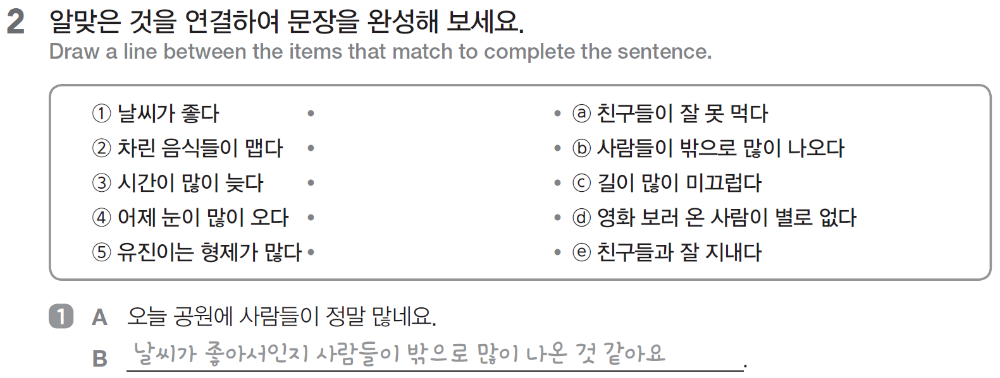 2 알맞은 것을 연결하여 문장을 완성해 보세요.
Draw a line between the items that match to complete the sentence.
① 날씨가 좋다 • • ⓐ 친구들이 잘 못 먹다
② 차린 음식들이 맵다 • • ⓑ 사람들이 밖으로 많이 나오다
③ 시간이 많이 늦다 • • ⓒ 길이 많이 미끄럽다
④ 어제 눈이 많이 오다 • • ⓓ 영화 보러 온 사람이 별로 없다
⑤ 유진이는 형제가 많다 • • ⓔ 친구들과 잘 지내다
1 A 오늘 공원에 사람들이 정말 많네요.
B 날씨가 좋아서인지 사람들이 밖으로 많이 나온 것 같아요.